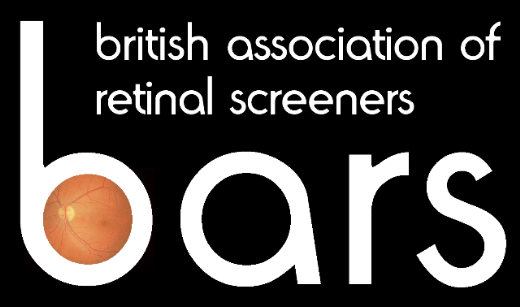 british association of
retinal screeners
bars